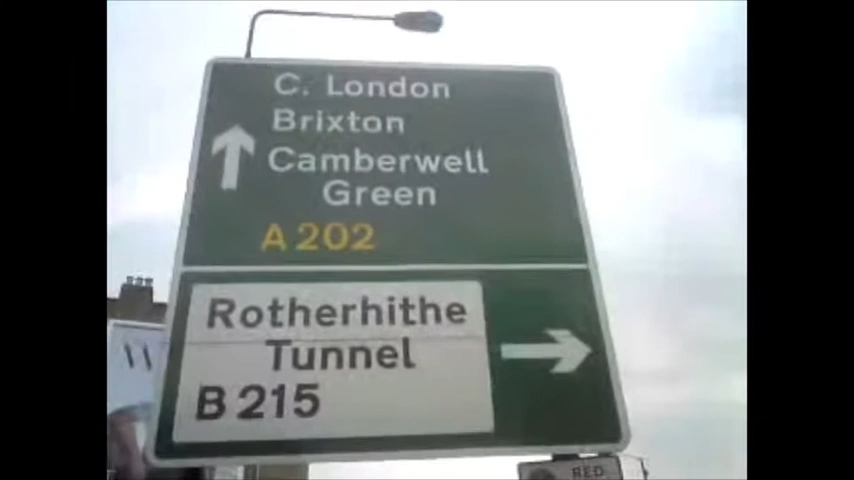 C. London
Brixton
Camberwell
Green
A 202
Rotherhithe
Tunnel
B 215
RED